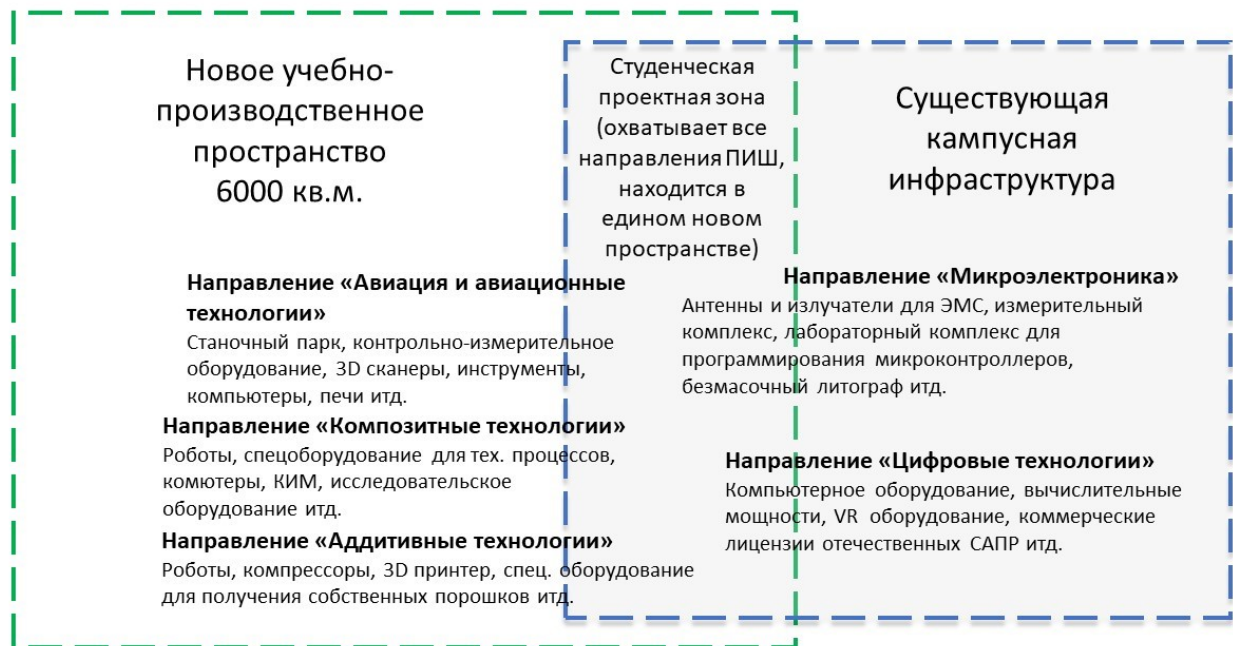 Новое учебно-
производственное
пространство
6000 кв.м.
Студенческая
проектная зона
(охватывает все
направления ПИШ,
находится в
едином новом
пространстве)
Существующая
кампусная
инфраструктура
Направление «Авиация и авиационные
технологии»
Станочный парк, контрольно-измерительное
оборудование, 3D сканеры, инструменты,
компьютеры, печи итд.
Направление «Композитные технологии»
Роботы, спецоборудование для тех. процессов,
комютеры, КИМ, исследовательское
оборудование итд.
Направление «Аддитивные технологии»
Роботы, компрессоры, 3D принтер, спец. оборудование
для получения собственных порошков итд.
Направление «Микроэлектроника»
Антенны и излучатели для ЭМС, измерительный
комплекс, лабораторный комплекс для
программирования микроконтроллеров,
безмасочный литограф итд.
Направление «Цифровые технологии»
Компьютерное оборудование, вычислительные
мощности, VR оборудование, коммерческие
лицензии отечественных САПР итд.